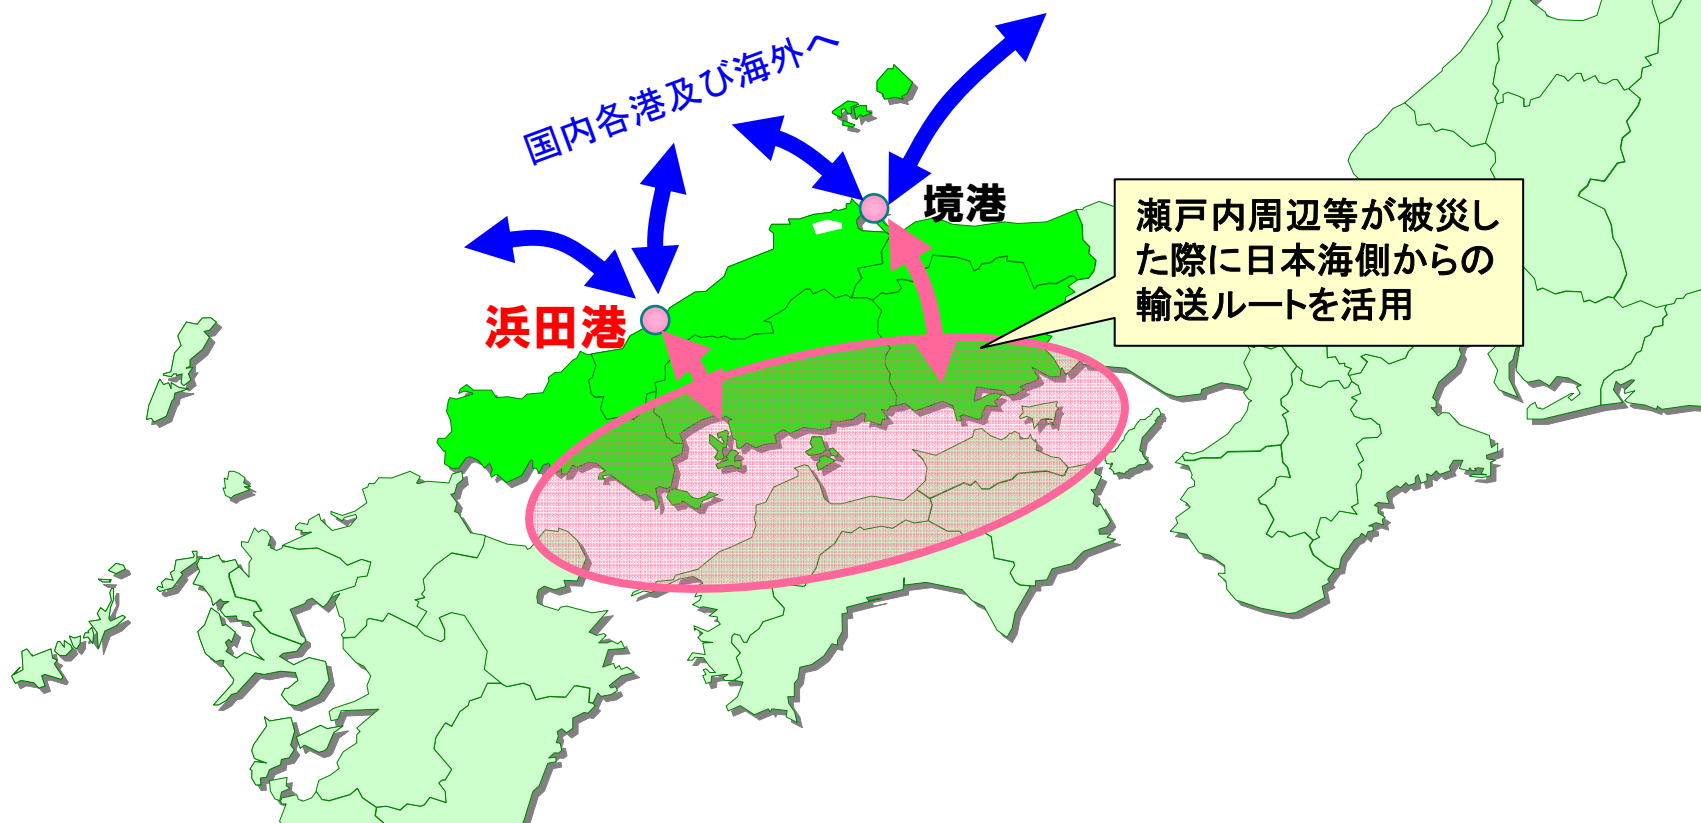 国内各港及び海外へ
境港
瀬戸内周辺等が被災し
た際に日本海側からの
輸送ルートを活用
浜田港